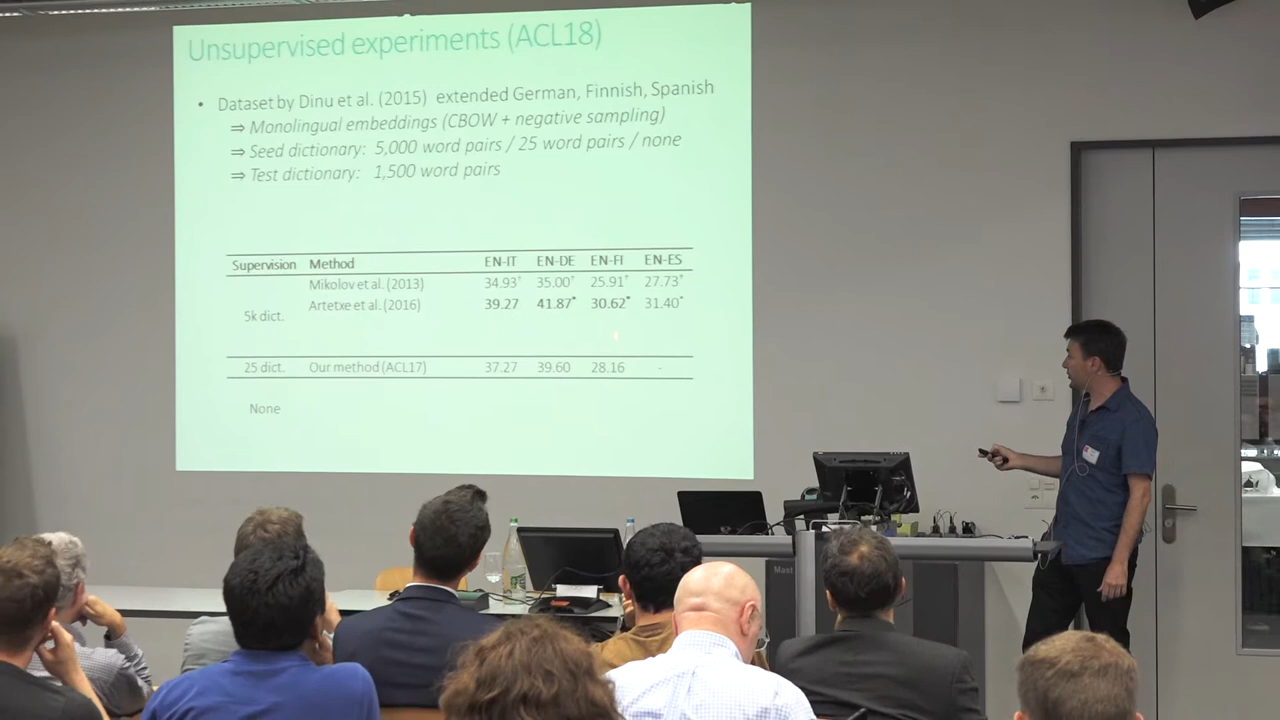 Unsupervised experiments (ACL18)
• Dataset by Dinu et al. (2015) extended German, Finnish, Spanish
⇒ Monolingual embeddings (CBOW + negative sampling)
⇒ Seed dictionary: 5,000 word pairs / 25 word pairs / none
⇒ Test dictionary: 1,500 word pairs
Supervision Method EN-IT EN-DE EN-FI EN-ES
Mikolov et al. (2013) 34.93† 35.00† 25.91† 27.73†
Artetxe et al. (2016) 39.27 41.87* 30.62* 31.40*
5k dict.
25 dict. Our method (ACL17) 37.27 39.60 28.16 -
None
Mast